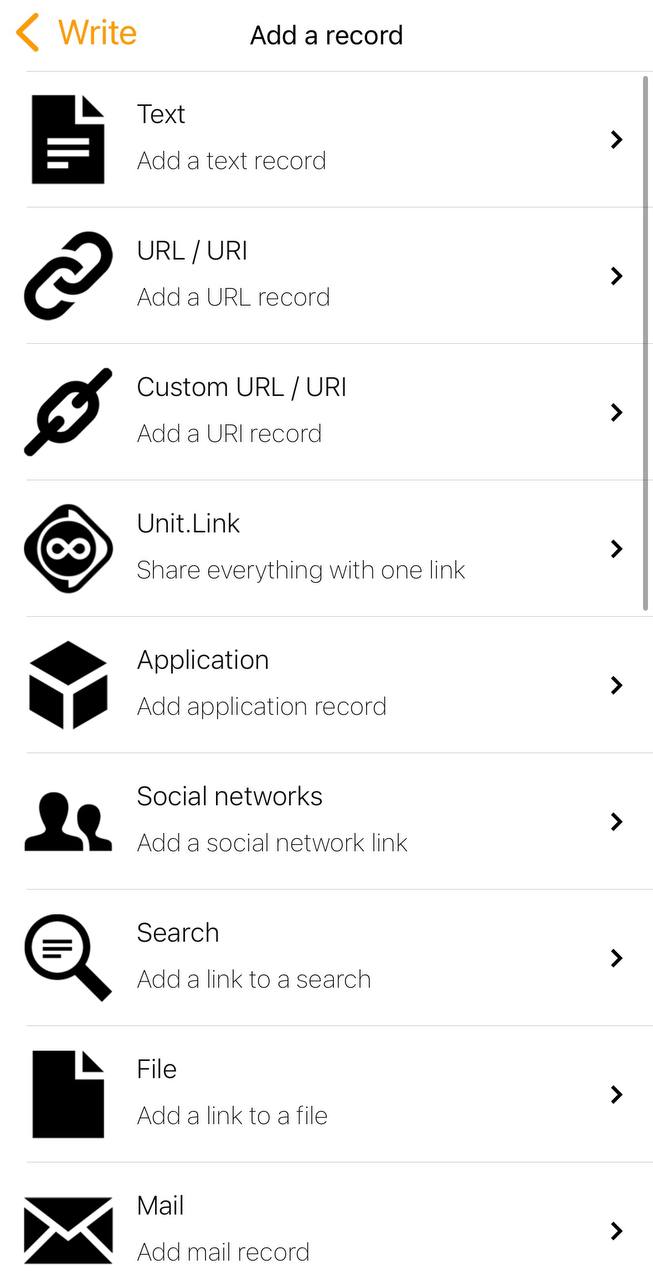 Write
Add a record
Text
Add a text record
URL / URI
Add a URL record
Custom URL / URI
Add a URI record
Unit.Link
Share everything with one link
Application
Add application record
Social networks
Add a social network link
Search
Add a link to a search
File
Add a link to a file
Mail
Add mail record